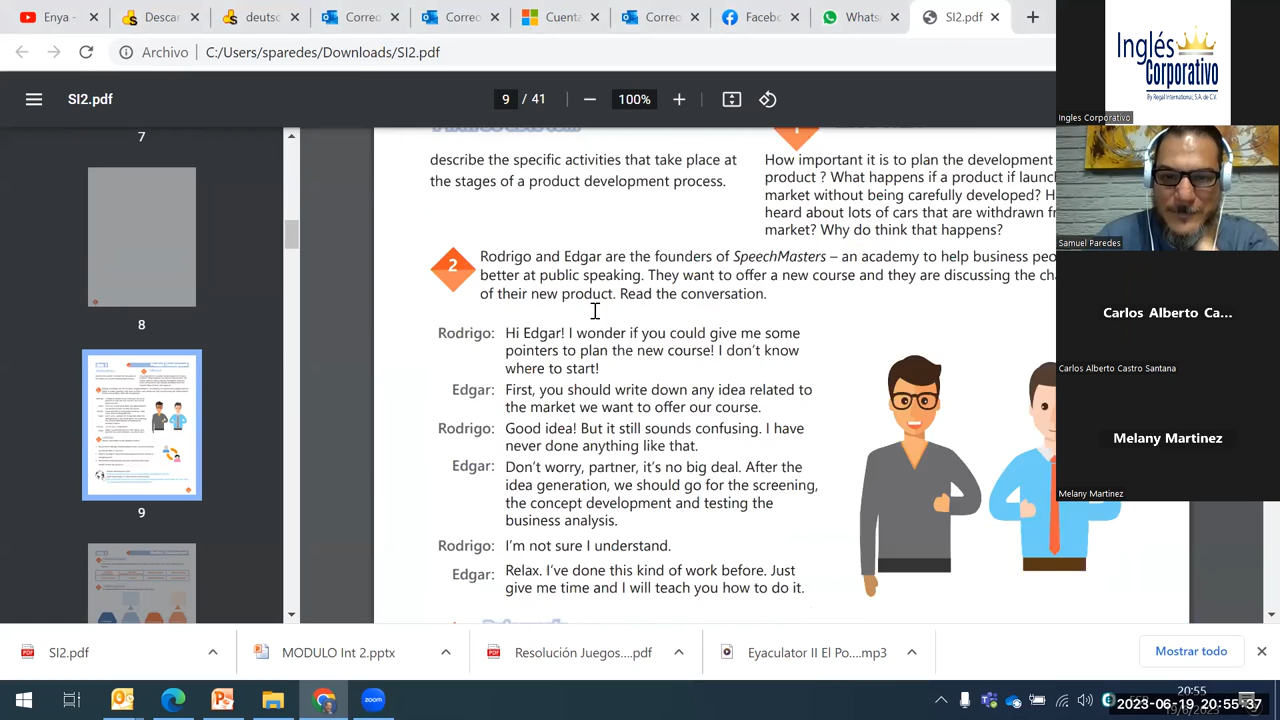 Enya -
Descar
deutsc
Correo
Correo
Cuenta
Correo
Facebo
WhatsA
SI2.pdf
Archivo
C:/Users/sparedes/Downloads/SI2.pdf
SI2.pdf
9 / 41
100%
7
8
9
describe the specific activities that take place at
the stages of a product development process.
1
How important it is to plan the development
product ? What happens if a product if launc
market without being carefully developed? H
heard about lots of cars that are withdrawn fr
market? Why do think that happens?
2
Rodrigo and Edgar are the founders of SpeechMasters – an academy to help business peo
better at public speaking. They want to offer a new course and they are discussing the cha
of their new product. Read the conversation.
Rodrigo: Hi Edgar! I wonder if you could give me some
pointers to plan the new course! I don't know
where to start!
Edgar: First, you should write down any idea related to
the market we want to offer our course.
Rodrigo: Good idea! But it still sounds confusing. I have
never done anything like that.
Edgar: Don't worry, partner, it's no big deal. After the
idea generation, we should go for the screening,
the concept development and testing the
business analysis.
Rodrigo: I'm not sure I understand.
Edgar: Relax. I've done this kind of work before. Just
give me time and I will teach you how to do it.
Inglés
Corporativo
By Regal International, S.A. de C.V.
Ingles Corporativo
Samuel Paredes
Carlos Alberto Ca...
Carlos Alberto Castro Santana
Melany Martinez
Melany Martinez
SI2.pdf
MODULO Int 2.pptx
Resolución Juegos....pdf
Eyaculator II El Po....mp3
Mostrar todo
zoom
20:55
2023-06-19 20:55:37